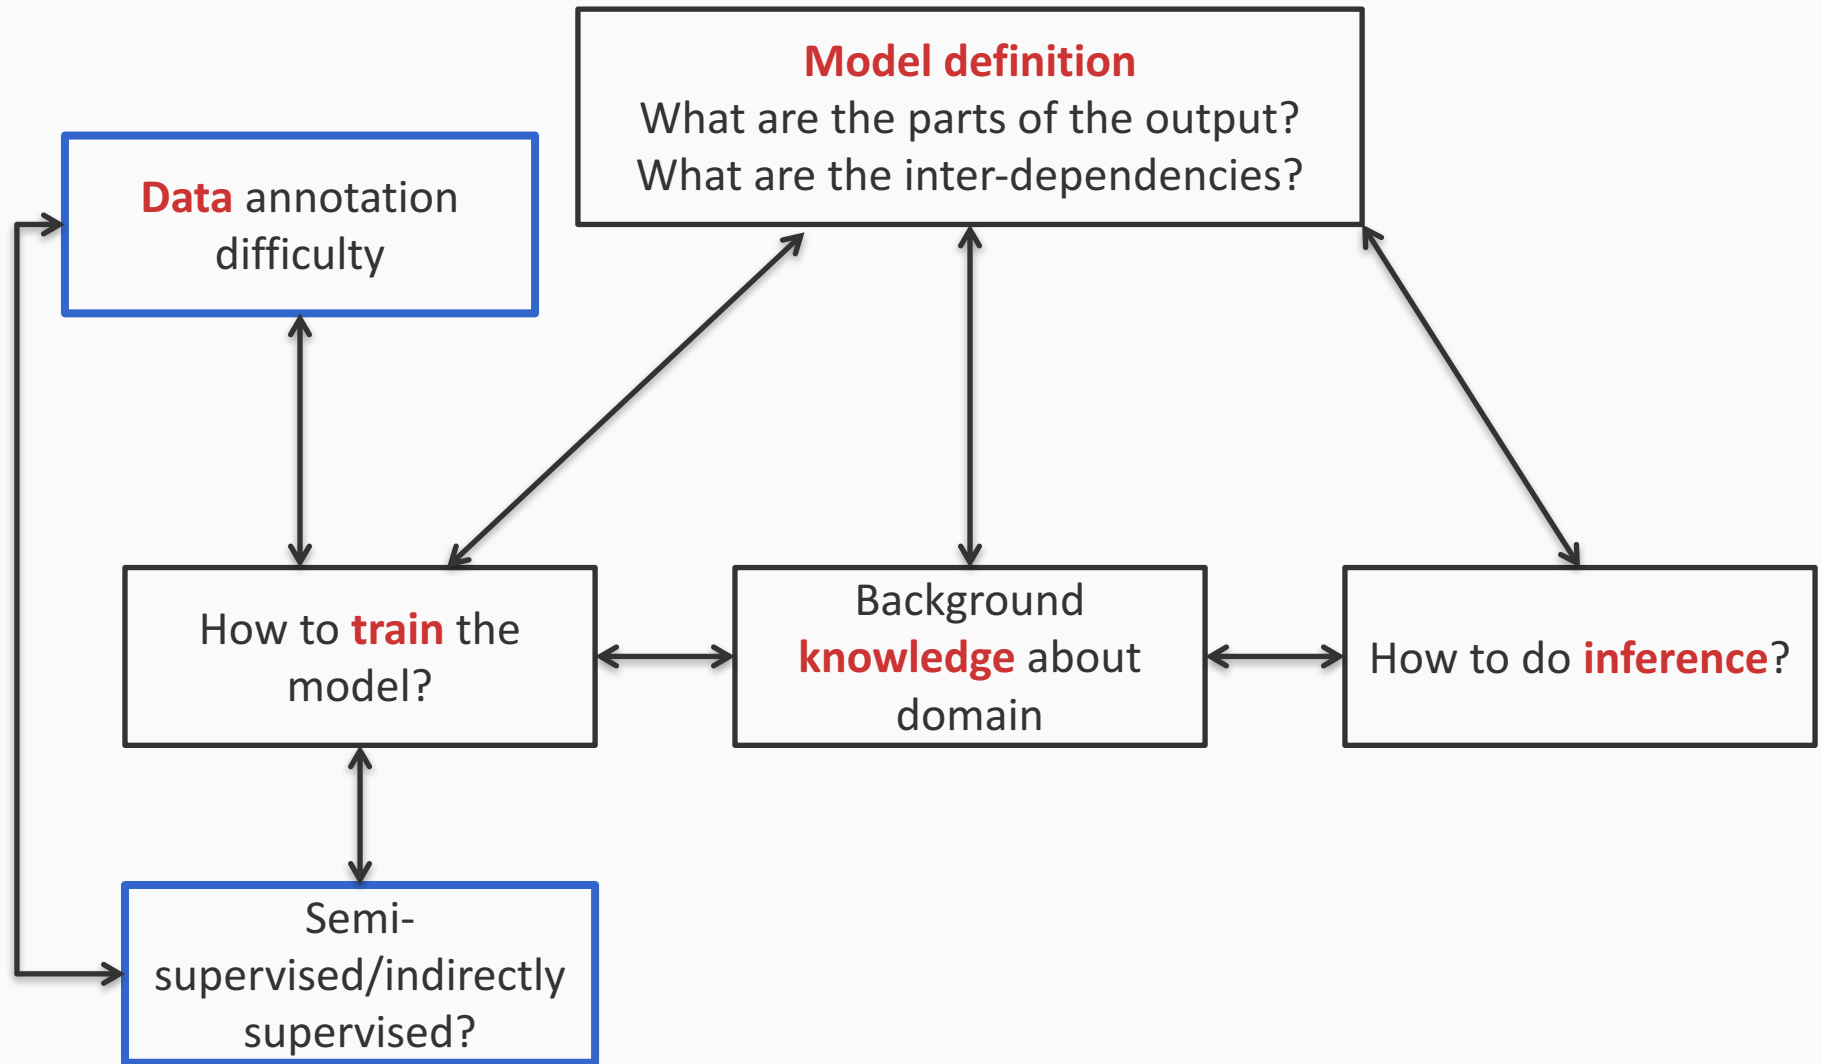 Model definition
What are the parts of the output?
What are the inter-dependencies?
Data annotation
difficulty
How to train the
model?
Background
knowledge about
domain
How to do inference?
Semi-
supervised/indirectly
supervised?